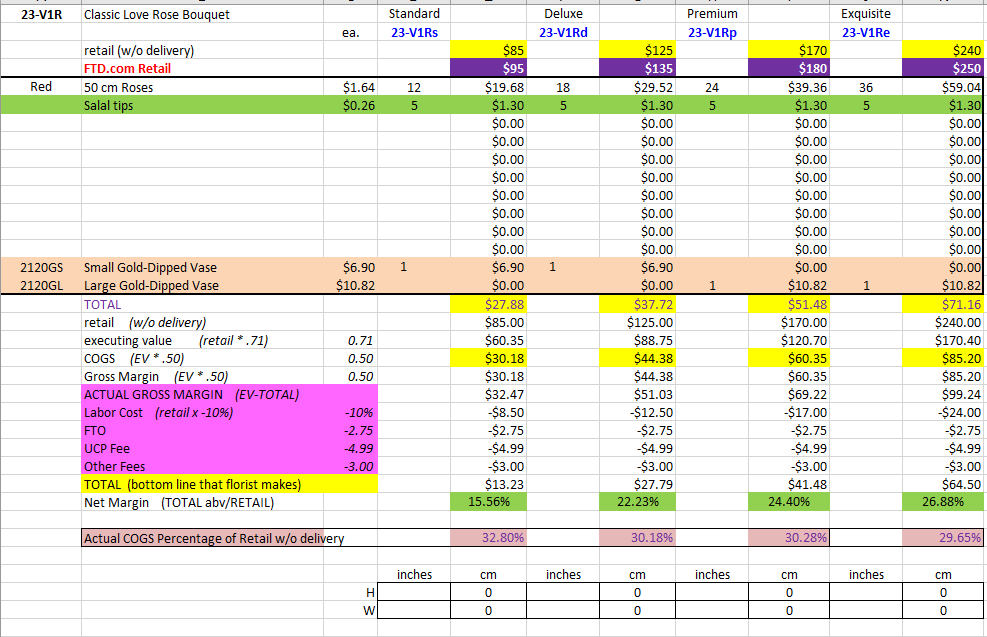 23-V1R Classic Love Rose Bouquet Standard Deluxe Premium Exquisite
ea. 23-V1Rs 23-V1Rd 23-V1Rp 23-V1Re
retail (w/o delivery) $85 $125 $170 $240
FTD.com Retail $95 $135 $180 $250
Red 50 cm Roses $1.64 12 $19.68 18 $29.52 24 $39.36 36 $59.04
Salal tips $0.26 5 $1.30 5 $1.30 5 $1.30 5 $1.30
$0.00 $0.00 $0.00 $0.00
$0.00 $0.00 $0.00 $0.00
$0.00 $0.00 $0.00 $0.00
$0.00 $0.00 $0.00 $0.00
$0.00 $0.00 $0.00 $0.00
$0.00 $0.00 $0.00 $0.00
$0.00 $0.00 $0.00 $0.00
$0.00 $0.00 $0.00 $0.00
2120GS Small Gold-Dipped Vase $6.90 1 $6.90 1 $6.90 $0.00 $0.00
2120GL Large Gold-Dipped Vase $10.82 $0.00 $0.00 1 $10.82 1 $10.82
TOTAL $27.88 $37.72 $51.48 $71.16
retail (w/o delivery) $85.00 $125.00 $170.00 $240.00
executing value (retail * .71) 0.71 $60.35 $88.75 $120.70 $170.40
COGS (EV * .50) 0.50 $30.18 $44.38 $60.35 $85.20
Gross Margin (EV * .50) 0.50 $30.18 $44.38 $60.35 $85.20
ACTUAL GROSS MARGIN (EV-TOTAL) $32.47 $51.03 $69.22 $99.24
Labor Cost (retail x -10%) -10% -$8.50 -$12.50 -$17.00 -$24.00
FTO -2.75 -$2.75 -$2.75 -$2.75 -$2.75
UCP Fee -4.99 -$4.99 -$4.99 -$4.99 -$4.99
Other Fees -3.00 -$3.00 -$3.00 -$3.00 -$3.00
TOTAL (bottom line that florist makes) $13.23 $27.79 $41.48 $64.50
Net Margin (TOTAL abv/RETAIL) 15.56% 22.23% 24.40% 26.88%
Actual COGS Percentage of Retail w/o delivery 32.80% 30.18% 30.28% 29.65%
inches cm inches cm inches cm inches cm
H 0 0 0 0
W 0 0 0 0